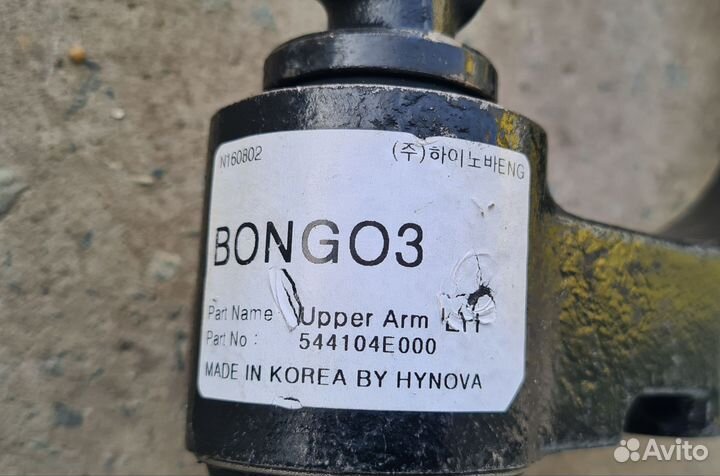 N160802
(주)하이노바ENG
BONGO3
Part Name : Upper Arm LH
Part No : 544104E000
MADE IN KOREA BY HYNOVA
Avito